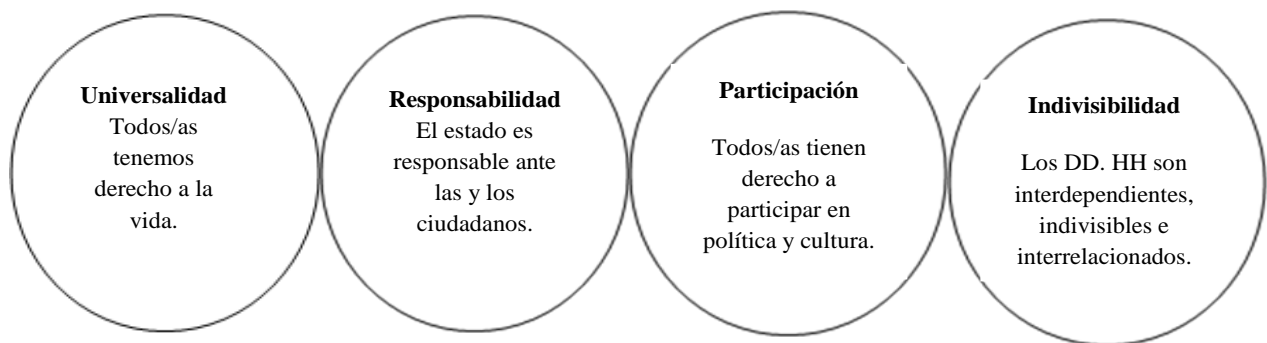 Universalidad
Todos/as
tenemos
derecho a la
vida.
Responsabilidad
El estado es
responsable ante
las y los
ciudadanos.
Participación
Todos/as tienen
derecho a
participar en
política y cultura.
Indivisibilidad
Los DD. HH son
interdependientes,
indivisibles e
interrelacionados.